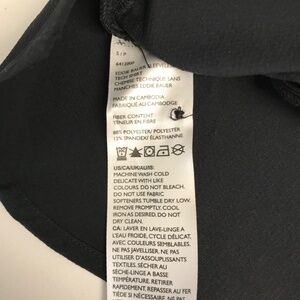 S / P
EDDIE BAUER SLEEVELESS
TECH SHIRT
CHEMISE TECHNIQUE SANS
MANCHES EDDIE BAUER
MADE IN CAMBODIA
FABRIQUÉ AU CAMBODGE
FIBER CONTENT
TENEUR EN FIBRE
88% POLYESTER/POLYESTER
12% SPANDEX/ÉLASTHANNE
US/CA/UK/AU/IS:
MACHINE WASH COLD
DELICATE WITH LIKE
COLOURS. DO NOT BLEACH.
DO NOT USE FABRIC
SOFTENERS. TUMBLE DRY LOW.
REMOVE PROMPTLY. COOL
IRON AS DESIRED. DO NOT
DRY CLEAN.
CA: LAVER EN LAVE-LINGE A
L'EAU FROIDE, CYCLE DÉLICAT,
AVEC COULEURS SEMBLABLES.
NE PAS JAVELLISER. NE PAS
UTILISER D'ASSOUPLISSANTS
TEXTILES. SÉCHER AU
SÈCHE-LINGE A BASSE
TEMPÉRATURE. RETIRER
RAPIDEMENT. REPASSER AU FER
TIÈDE SI NÉCESSAIRE. NE PAS